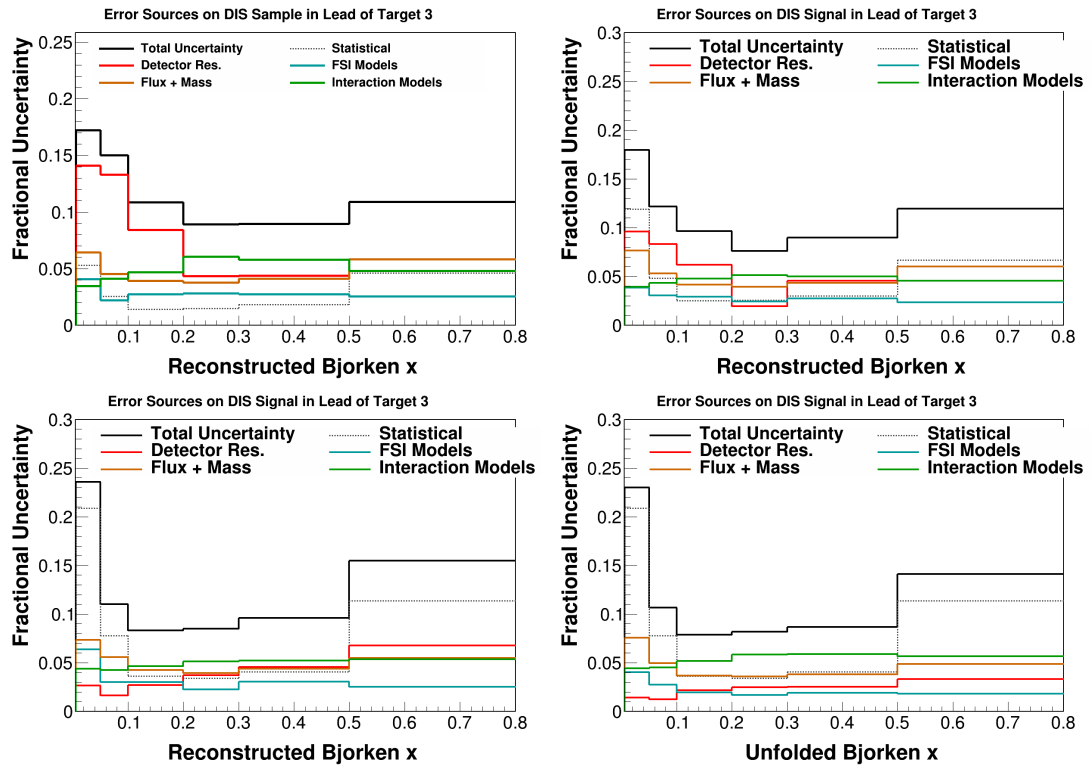 Error Sources on DIS Sample in Lead of Target 3
Fractional Uncertainty
Total Uncertainty
Detector Res.
Flux + Mass
Statistical
FSI Models
Interaction Models
0.25
0.2
0.15
0.1
0.05
0
0.1 0.2 0.3 0.4 0.5 0.6 0.7 0.8
Reconstructed Bjorken x
Error Sources on DIS Signal in Lead of Target 3
Fractional Uncertainty
Total Uncertainty
Detector Res.
Flux + Mass
Statistical
FSI Models
Interaction Models
0.3
0.25
0.2
0.15
0.1
0.05
0
0.1 0.2 0.3 0.4 0.5 0.6 0.7 0.8
Reconstructed Bjorken x
Error Sources on DIS Signal in Lead of Target 3
Fractional Uncertainty
Total Uncertainty
Detector Res.
Flux + Mass
Statistical
FSI Models
Interaction Models
0.3
0.25
0.2
0.15
0.1
0.05
0
0.1 0.2 0.3 0.4 0.5 0.6 0.7 0.8
Reconstructed Bjorken x
Error Sources on DIS Signal in Lead of Target 3
Fractional Uncertainty
Total Uncertainty
Detector Res.
Flux + Mass
Statistical
FSI Models
Interaction Models
0.3
0.25
0.2
0.15
0.1
0.05
0
0.1 0.2 0.3 0.4 0.5 0.6 0.7 0.8
Unfolded Bjorken x